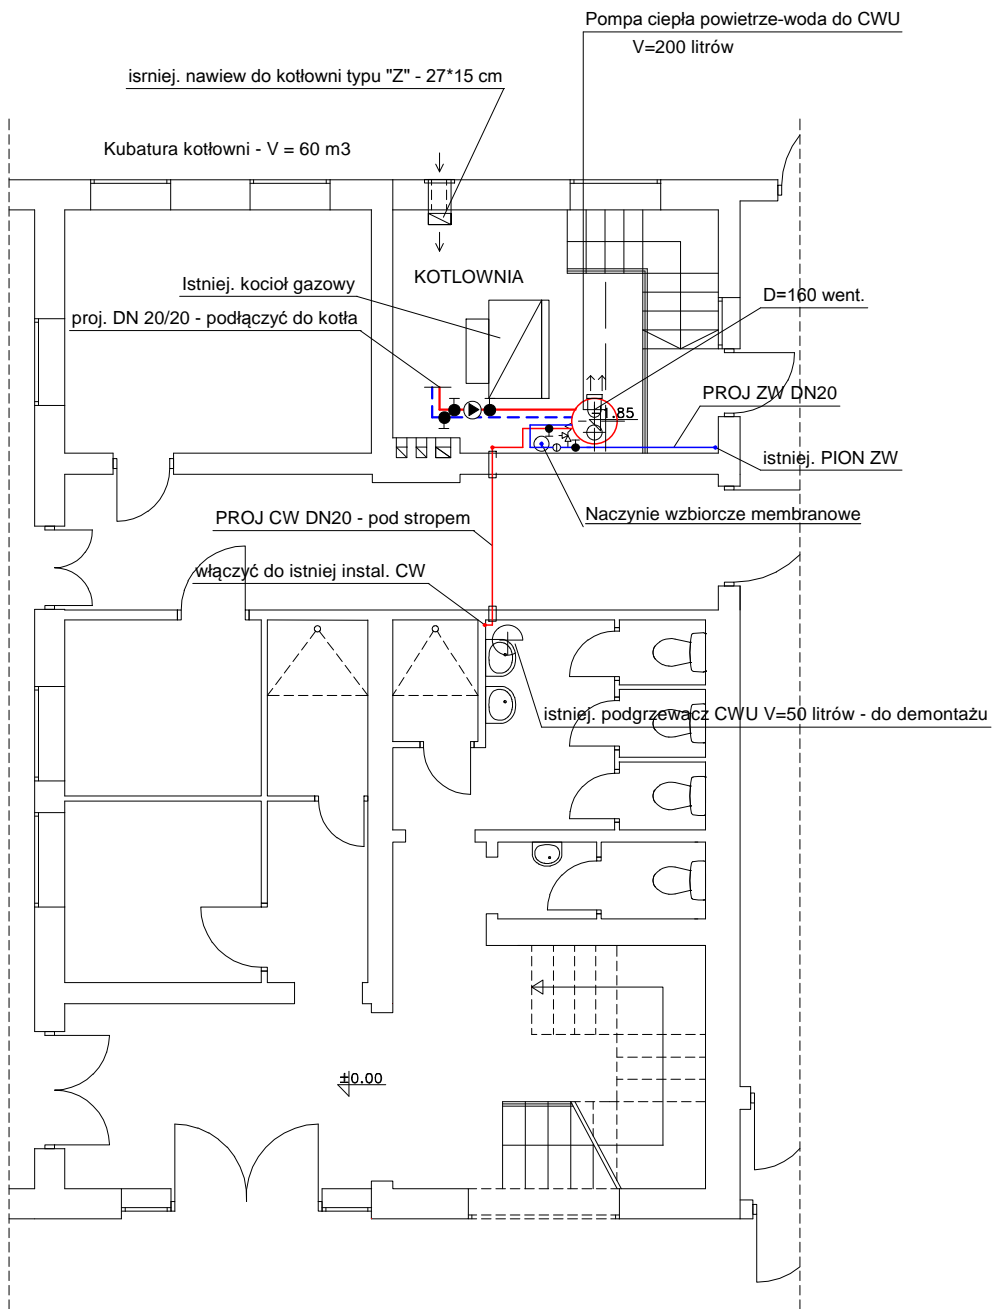 Pompa ciepła powietrze-woda do CWU
V=200 litrów
isrniej. nawiew do kotłowni typu "Z" - 27*15 cm
Kubatura kotłowni - V = 60 m3
KOTLOWNIA
Istniej. kocioł gazowy
D=160 went.
proj. DN 20/20 - podłączyć do kotła
PROJ ZW DN20
istniej. PION ZW
PROJ CW DN20 - pod stropem
Naczynie wzbiorcze membranowe
włączyć do istniej instal. CW
istniej. podgrzewacz CWU V=50 litrów - do demontażu
±0.00